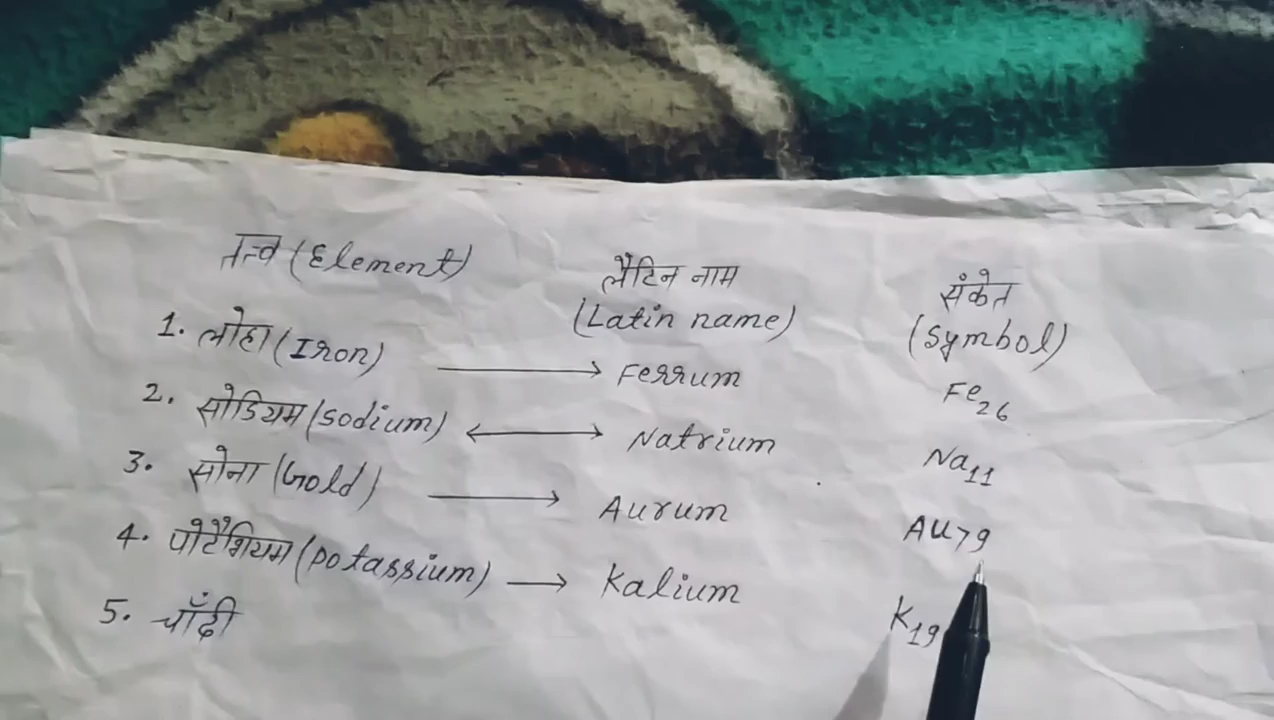 तत्व (Element) लैटिन नाम (Latin name) संकेत (Symbol)
1. लोहा (Iron) → Ferrum Fe26
2. सोडियम (Sodium) ↔ Natrium Na11
3. सोना (Gold) → Aurum AU79
4. पोटैशियम (potassium) → Kalium K19
5. चाँदी